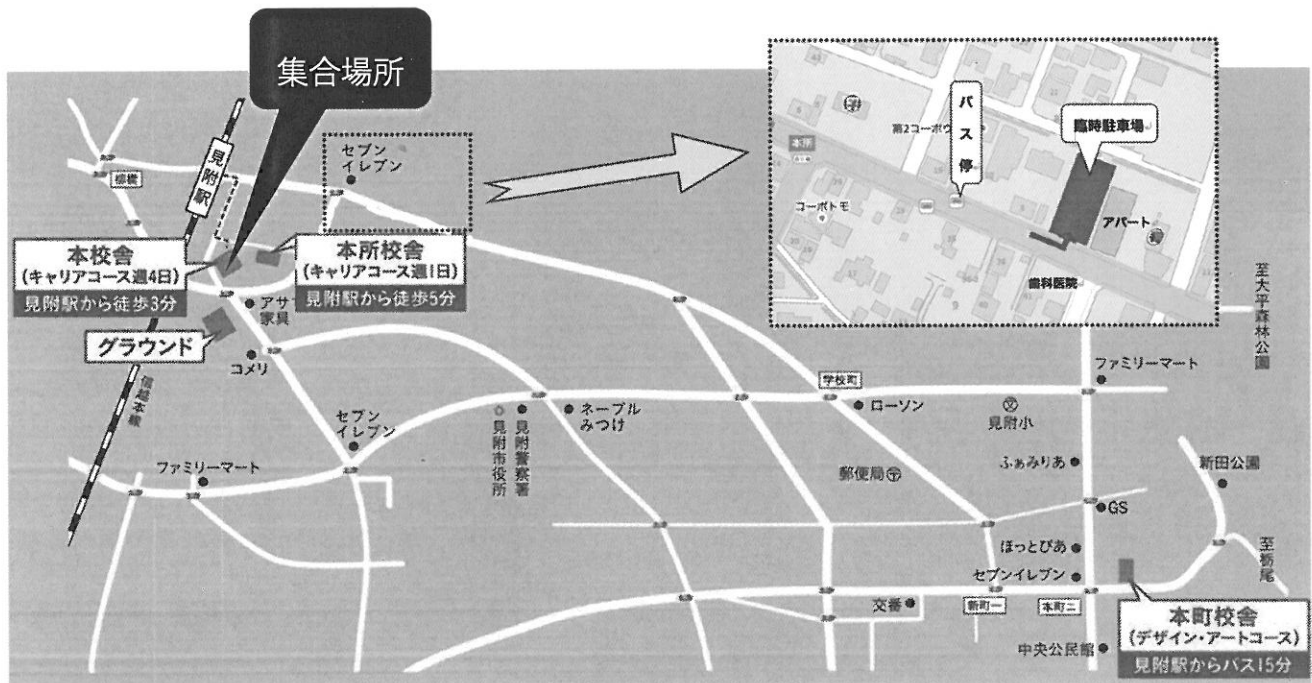 集合場所
見附駅
柳橋
セブン
イレブン
本校舎
(キャリアコース週4日)
見附駅から徒歩3分
本所校舎
(キャリアコース週1日)
見附駅から徒歩5分
グラウンド
家具
コメリ
信越本線
セブン
イレブン
ファミリーマート
見附市役所
見附警察署
ネーブル
みつけ
学校町
ローソン
見附小
ファミリーマート
ふぁみりあ
郵便局
GS
ほっとぴあ
セブンイレブン
交番
新町一
本町二
中央公民館
新田公園
至大平森林公園
至栃尾
本町校舎
(デザイン・アートコース)
見附駅からバス15分
バス停
臨時駐車場
アパート
歯科医院
コーポトモ
本所